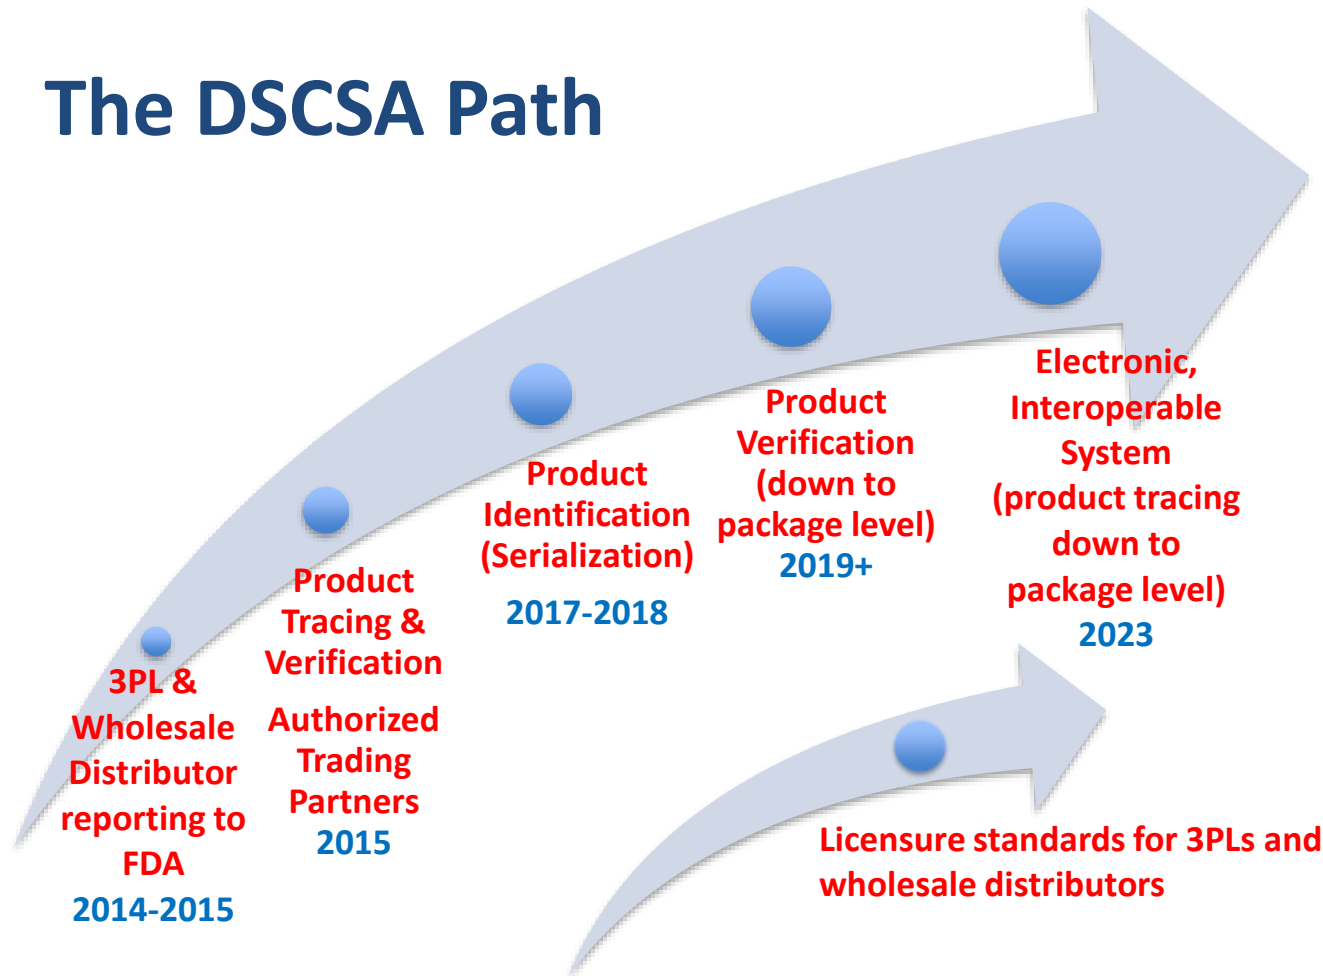 The DSCSA Path
3PL &
Wholesale
Distributor
reporting to
FDA
2014-2015
Product
Tracing &
Verification
Authorized
Trading
Partners
2015
Product
Identification
(Serialization)
2017-2018
Product
Verification
(down to
package level)
2019+
Electronic,
Interoperable
System
(product tracing
down to
package level)
2023
Licensure standards for 3PLs and
wholesale distributors